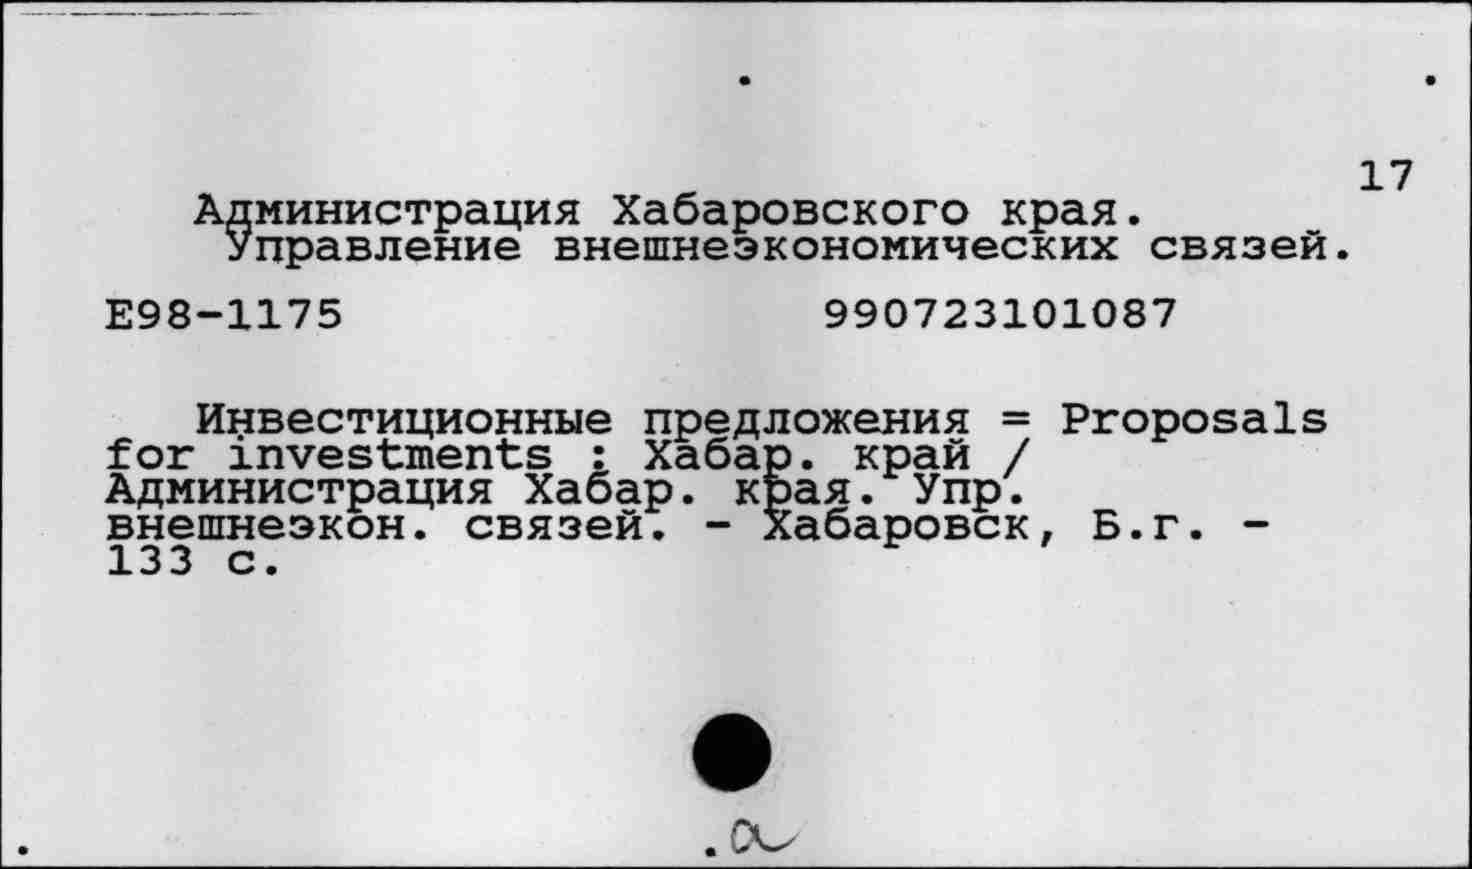 17
Администрация Хабаровского края.
Управление внешнеэкономических связей.
Е98-1175 990723101087
Инвестиционные предложения = Proposals
for investments : Хабар. край /
Администрация Хабар. края. Упр.
внешнеэкон. связей. - Хабаровск, Б.г. -
133 с.